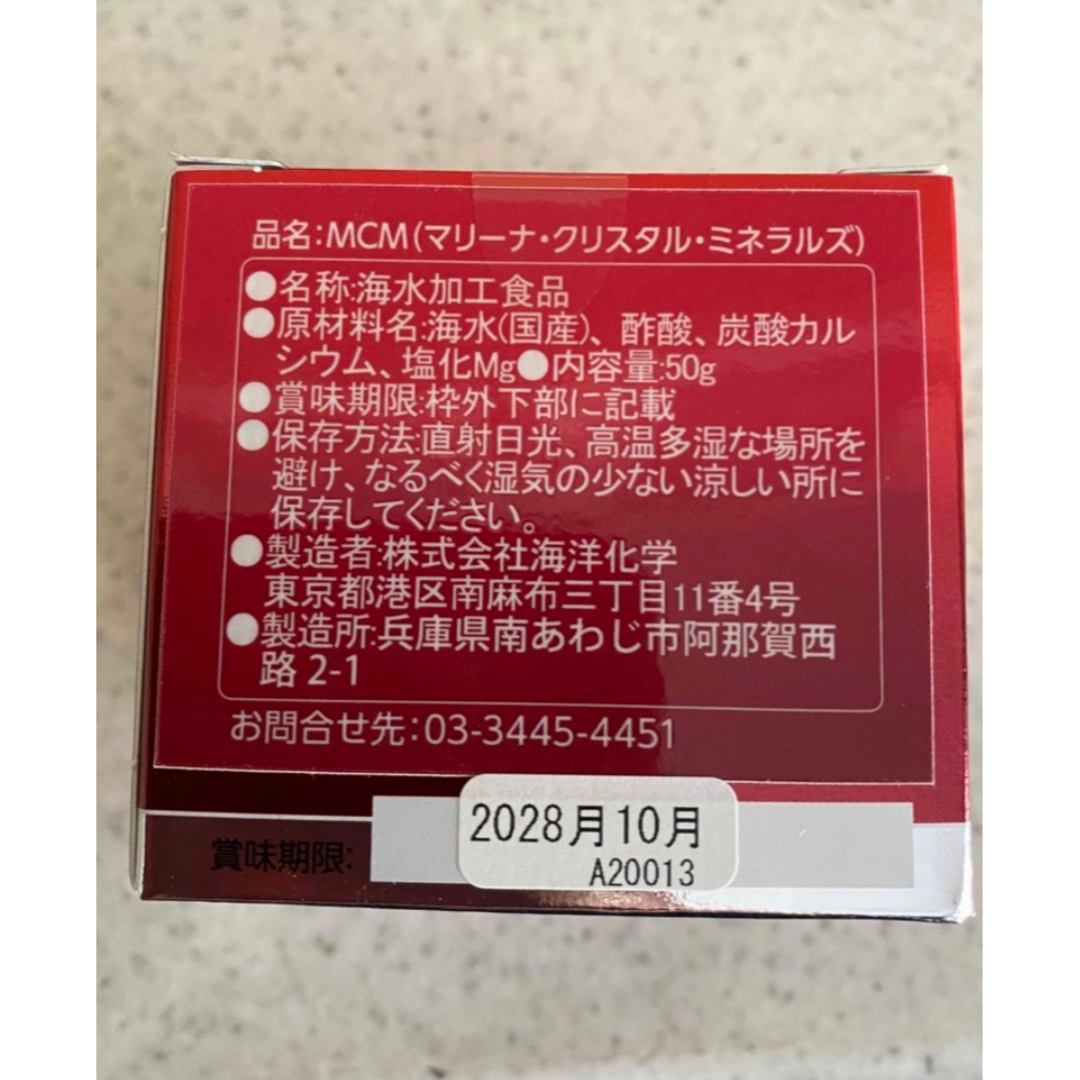 品名:MCM(マリーナ・クリスタル・ミネラルズ)
●名称:海水加工食品
●原材料名:海水(国産)、酢酸、炭酸カル
シウム、塩化Mg●内容量:50g
●賞味期限:枠外下部に記載
●保存方法:直射日光、高温多湿な場所を
避け、なるべく湿気の少ない涼しい所に
保存してください。
●製造者:株式会社海洋化学
東京都港区南麻布三丁目11番4号
●製造所:兵庫県南あわじ市阿那賀西
路 2-1
お問合せ先:03-3445-4451
賞味期限: 2028月10月
A20013